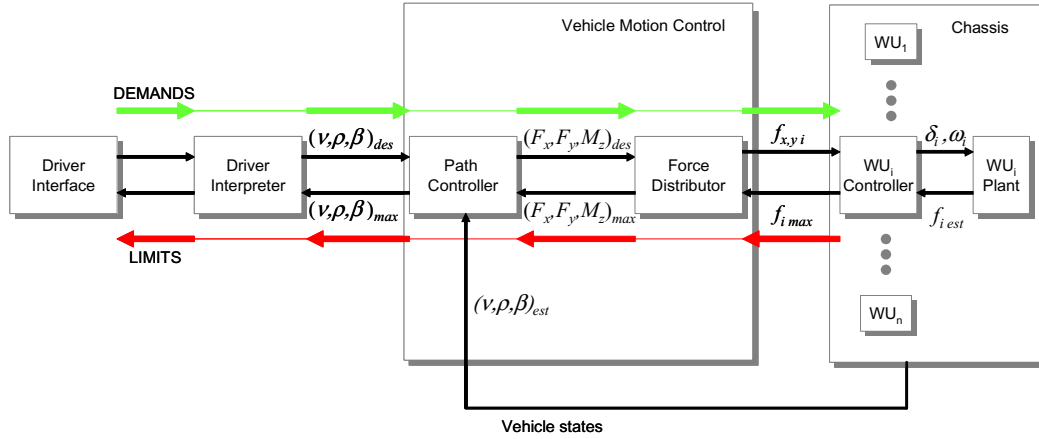 Vehicle Motion Control
Chassis
WU₁
DEMANDS
Driver
Interface
Driver
Interpreter
(ν,ρ,β)des
(ν,ρ,β)max
Path
Controller
(Fx,Fy,Mz)des
(Fx,Fy,Mz)max
Force
Distributor
fx,y i
fi max
WUi
Controller
δi,ωi
fi est
WUi
Plant
LIMITS
(ν,ρ,β)est
WUn
Vehicle states